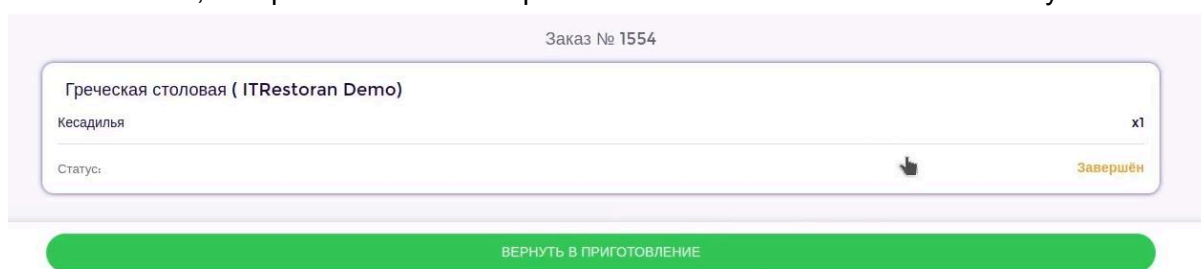 Заказ № 1554
Греческая столовая ( ITRestoran Demo)
Кесадилья x1
Статус: Завершён
ВЕРНУТЬ В ПРИГОТОВЛЕНИЕ